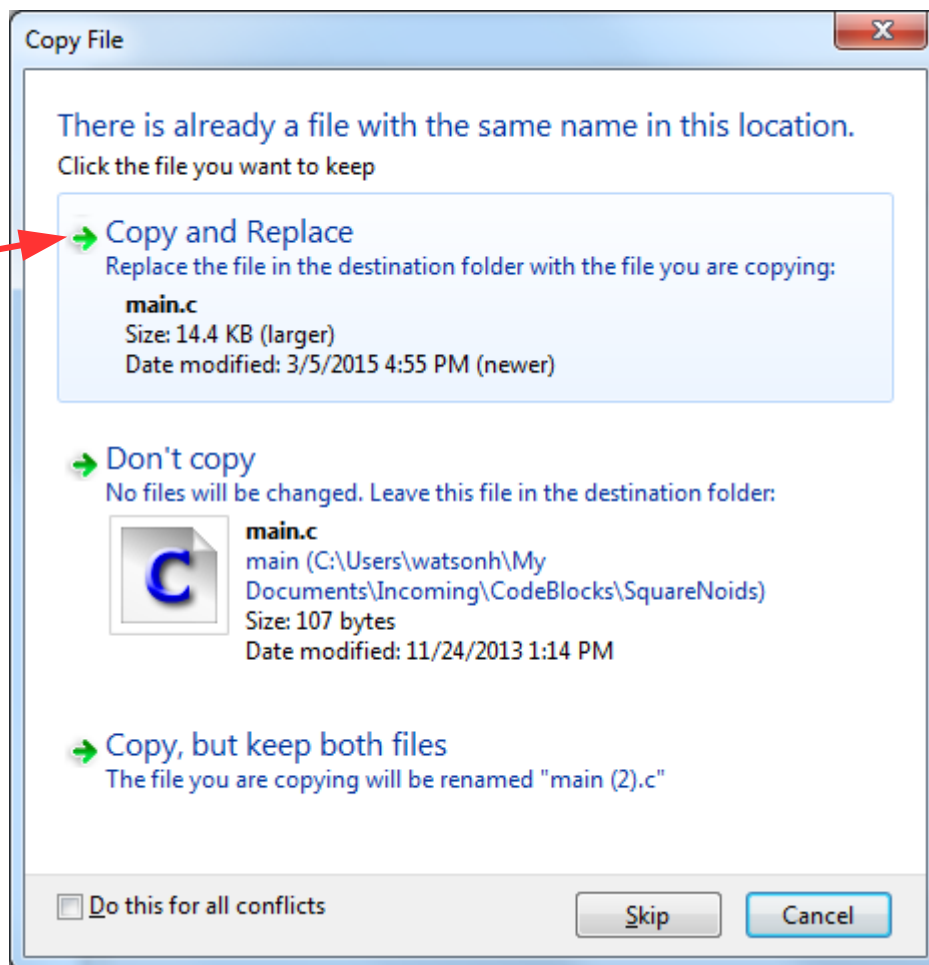 Copy File
X
There is already a file with the same name in this location.
Click the file you want to keep
Copy and Replace
Replace the file in the destination folder with the file you are copying:
main.c
Size: 14.4 KB (larger)
Date modified: 3/5/2015 4:55 PM (newer)
Don't copy
No files will be changed. Leave this file in the destination folder:
C
main.c
main (C:\Users\watsonh\My
Documents\Incoming\CodeBlocks\SquareNoids)
Size: 107 bytes
Date modified: 11/24/2013 1:14 PM
Copy, but keep both files
The file you are copying will be renamed "main (2).c"
Do this for all conflicts
Skip
Cancel